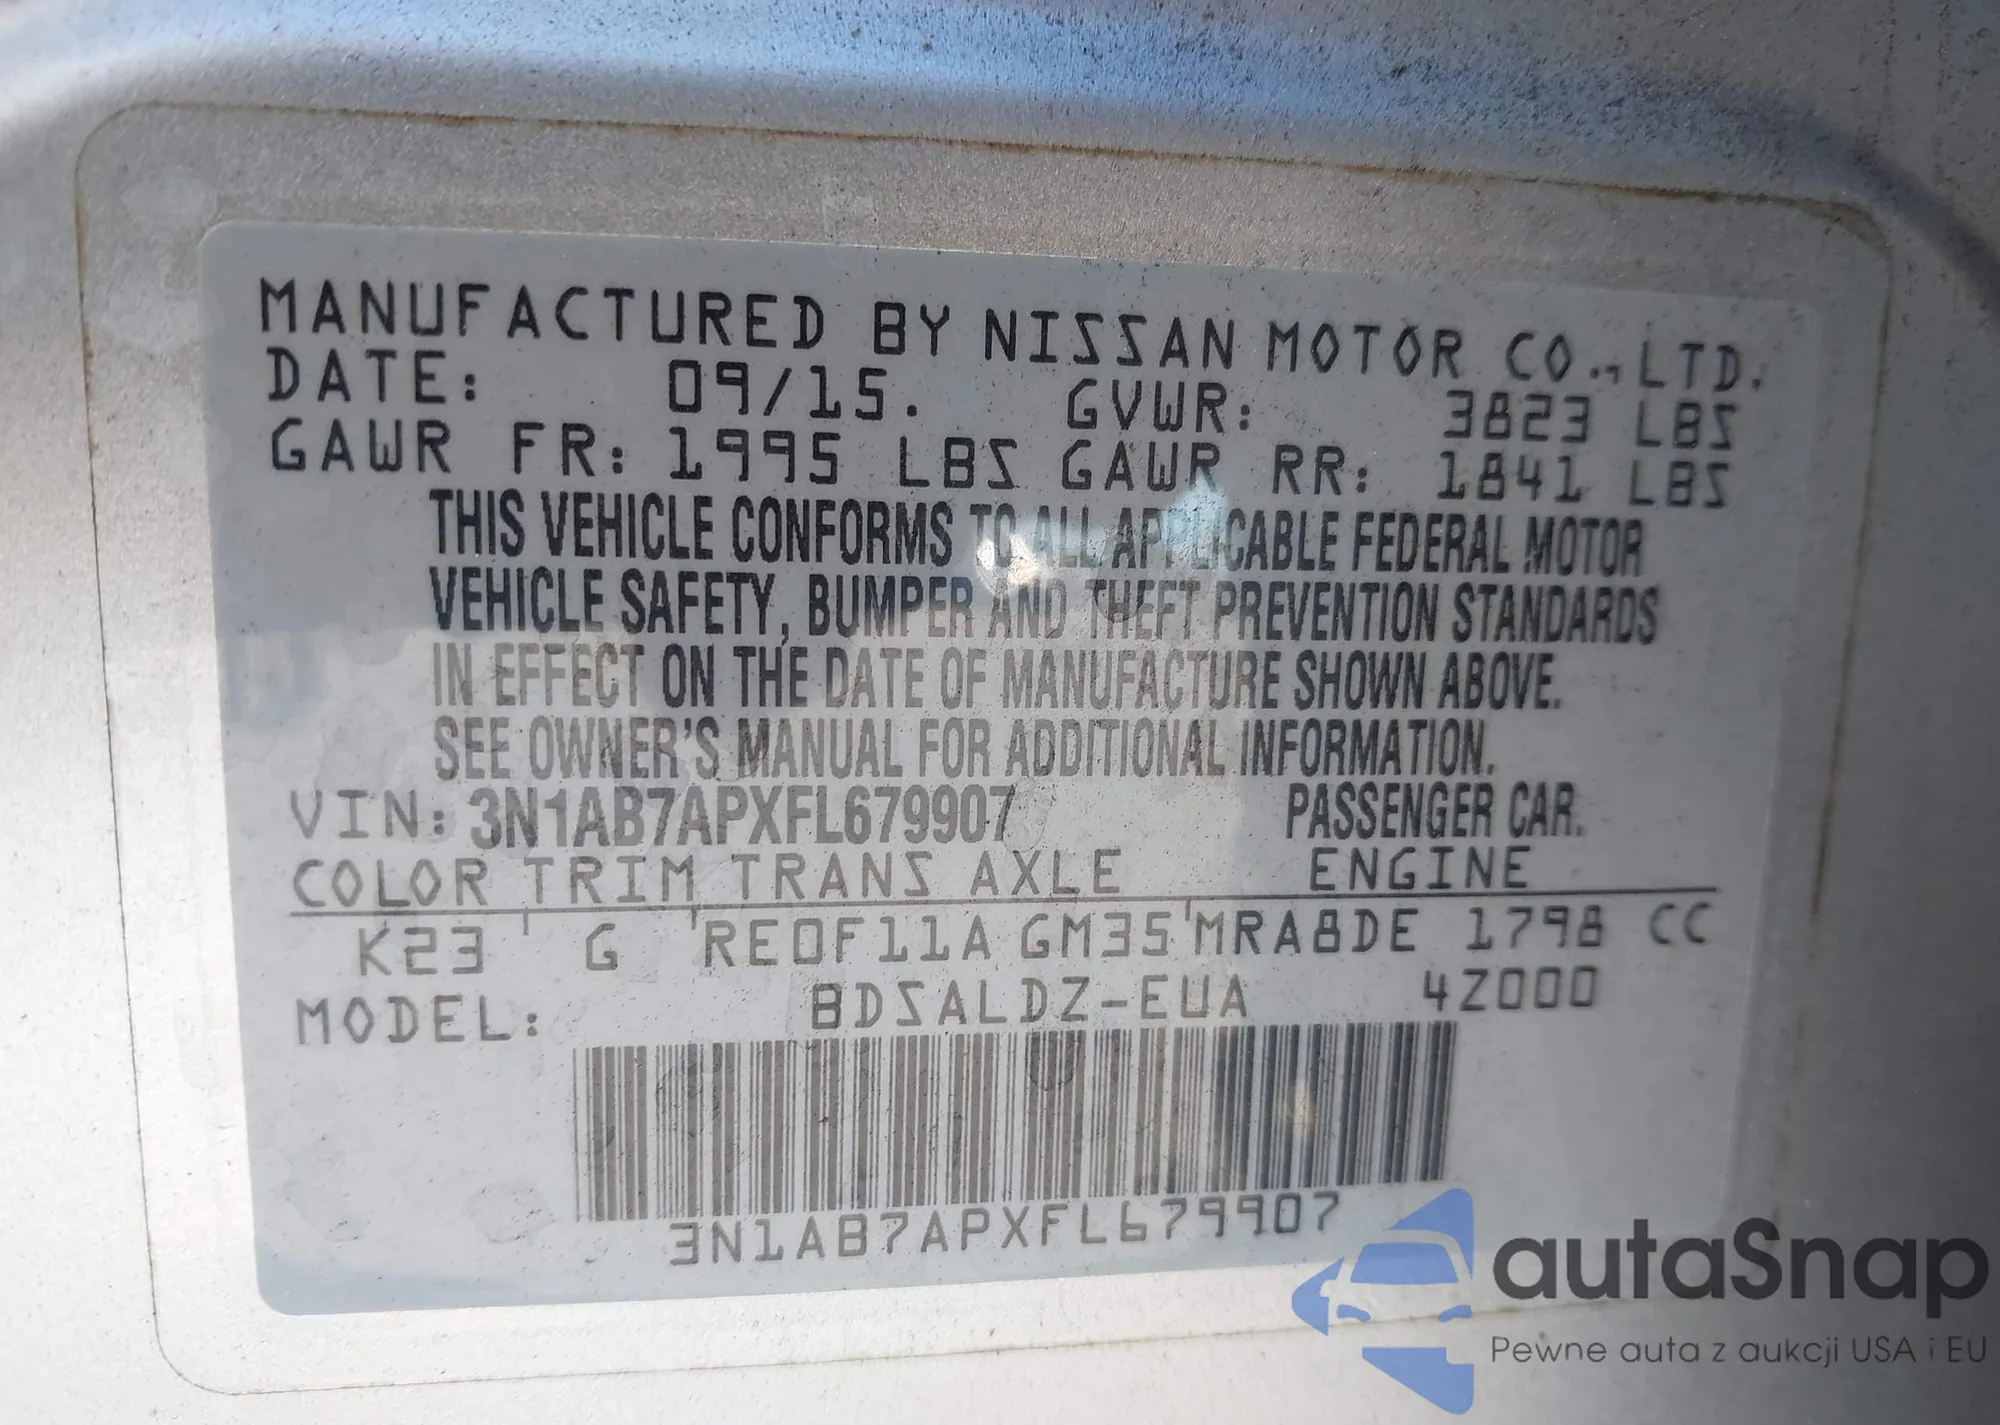 MANUFACTURED BY NISSAN MOTOR CO., LTD.
DATE: 09/15. GVWR: 3823 LBS
GAWR FR: 1995 LBS GAWR RR: 1841 LBS
THIS VEHICLE CONFORMS TO ALL APPLICABLE FEDERAL MOTOR
VEHICLE SAFETY, BUMPER AND THEFT PREVENTION STANDARDS
IN EFFECT ON THE DATE OF MANUFACTURE SHOWN ABOVE.
SEE OWNER'S MANUAL FOR ADDITIONAL INFORMATION.
VIN: 3N1AB7APXFL679907 PASSENGER CAR.
COLOR TRIM TRANS AXLE ENGINE
K23 G RE0F11A GM35 MRA8DE 1798 CC
MODEL: BDSALDZ-EUA 4Z000
3N1AB7APXFL679907
autaSnap
Pewne auta z aukcji USA i EU